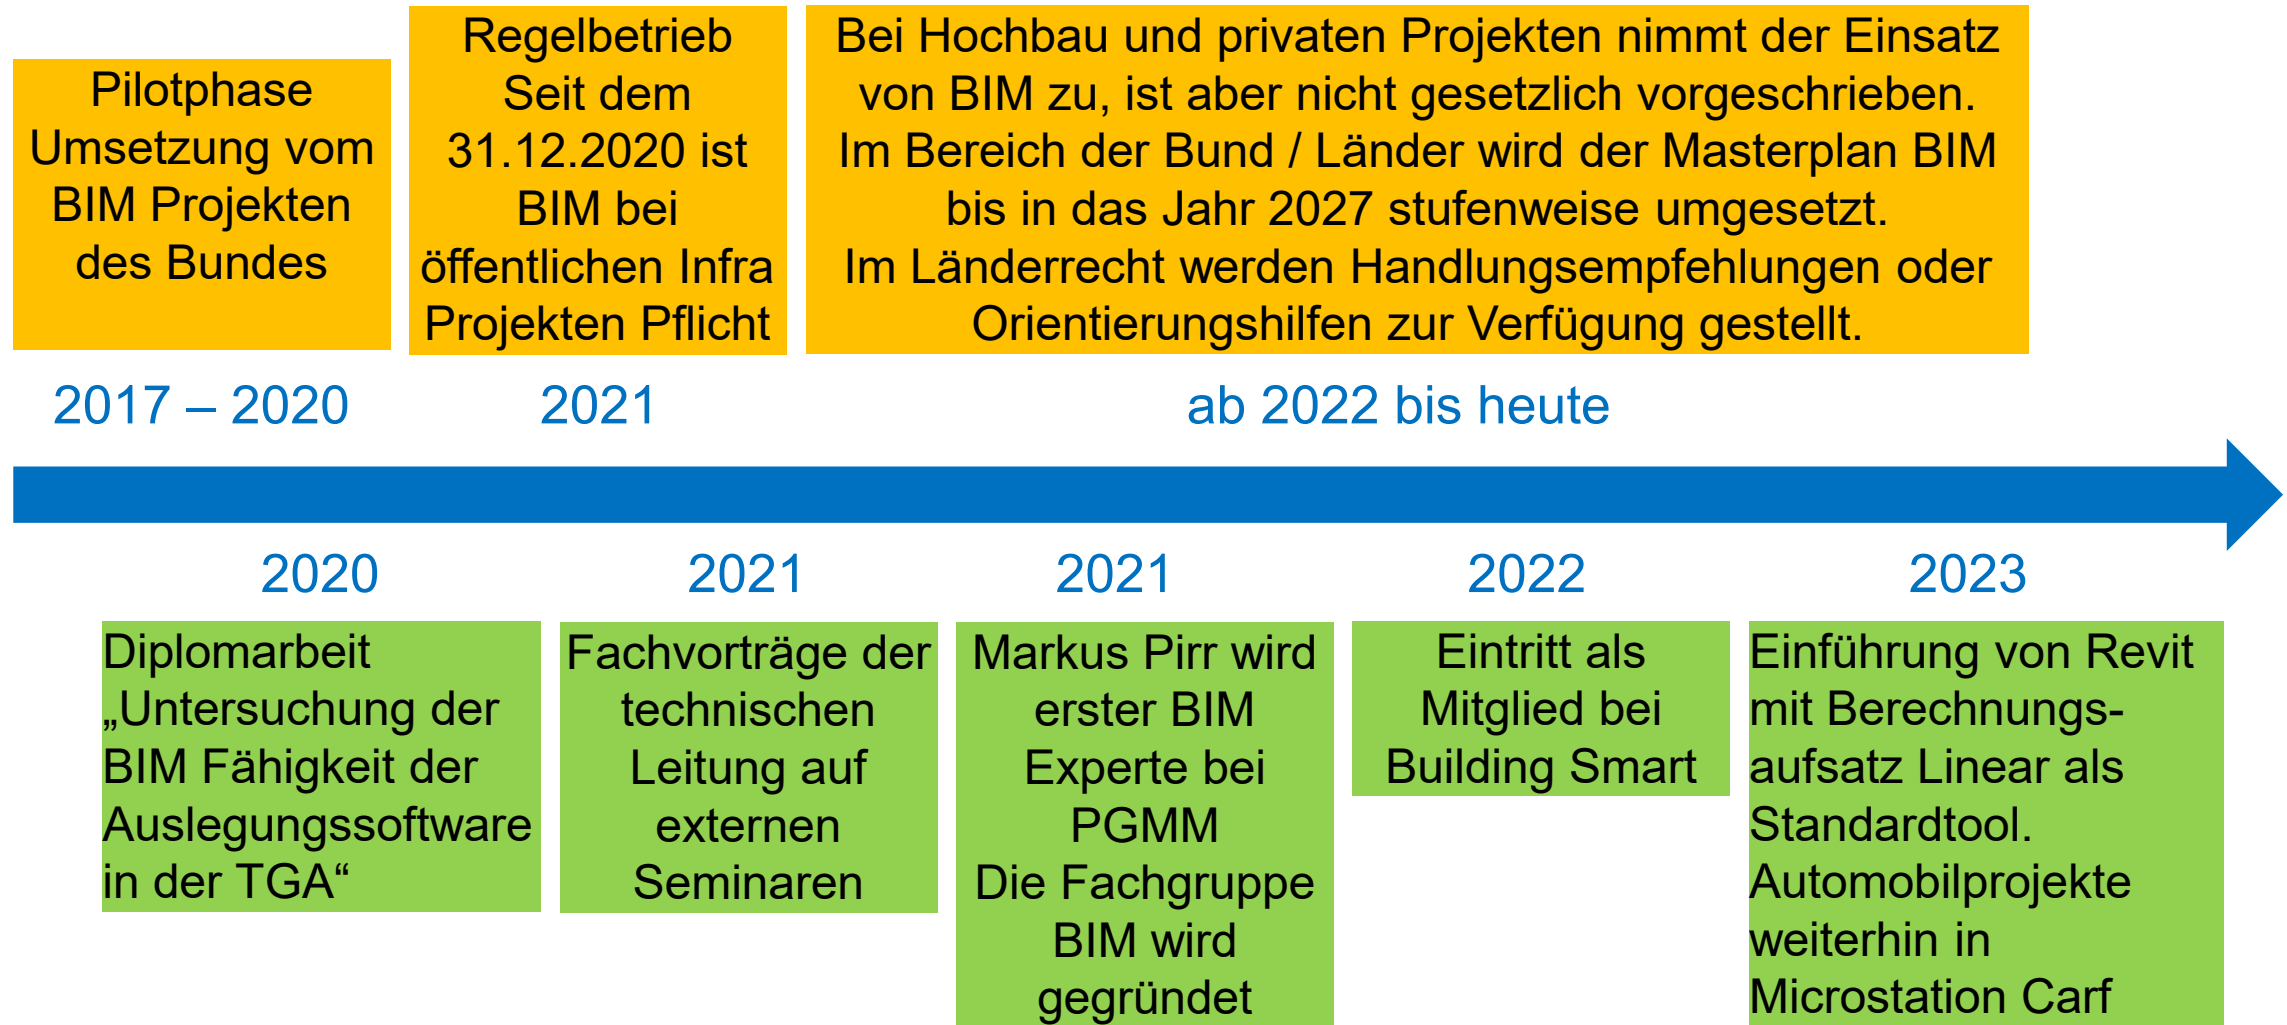 Pilotphase
Umsetzung vom
BIM Projekten
des Bundes
Regelbetrieb
Seit dem
31.12.2020 ist
BIM bei
öffentlichen Infra
Projekten Pflicht
Bei Hochbau und privaten Projekten nimmt der Einsatz
von BIM zu, ist aber nicht gesetzlich vorgeschrieben.
Im Bereich der Bund / Länder wird der Masterplan BIM
bis in das Jahr 2027 stufenweise umgesetzt.
Im Länderrecht werden Handlungsempfehlungen oder
Orientierungshilfen zur Verfügung gestellt.
2017 – 2020
2021
ab 2022 bis heute
2020
2021
2021
2022
2023
Diplomarbeit
„Untersuchung der
BIM Fähigkeit der
Auslegungssoftware
in der TGA“
Fachvorträge der
technischen
Leitung auf
externen
Seminaren
Markus Pirr wird
erster BIM
Experte bei
PGMM
Die Fachgruppe
BIM wird
gegründet
Eintritt als
Mitglied bei
Building Smart
Einführung von Revit
mit Berechnungs-
aufsatz Linear als
Standardtool.
Automobilprojekte
weiterhin in
Microstation Carf